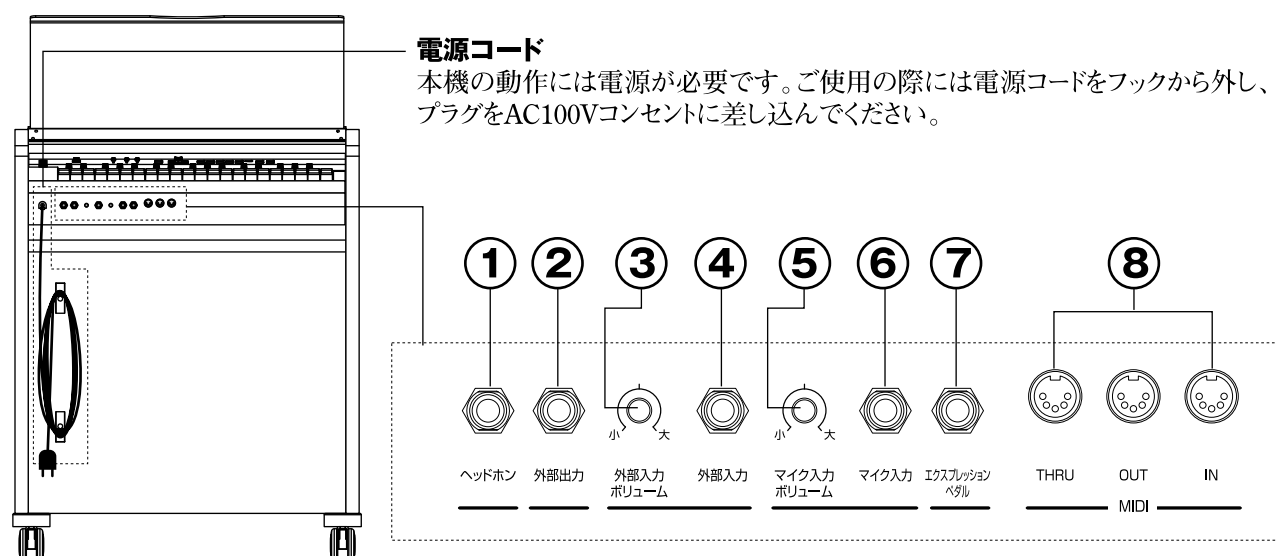 電源コード
本機の動作には電源が必要です。ご使用の際には電源コードをフックから外し、
プラグをAC100Vコンセントに差し込んでください。
① ② ③ ④ ⑤ ⑥ ⑦ ⑧
小 大 小 大
ヘッドホン 外部出力 外部入力 外部入力 マイク入力 マイク入力 エクスプレッション THRU OUT IN
ボリューム ボリューム ペダル
MIDI